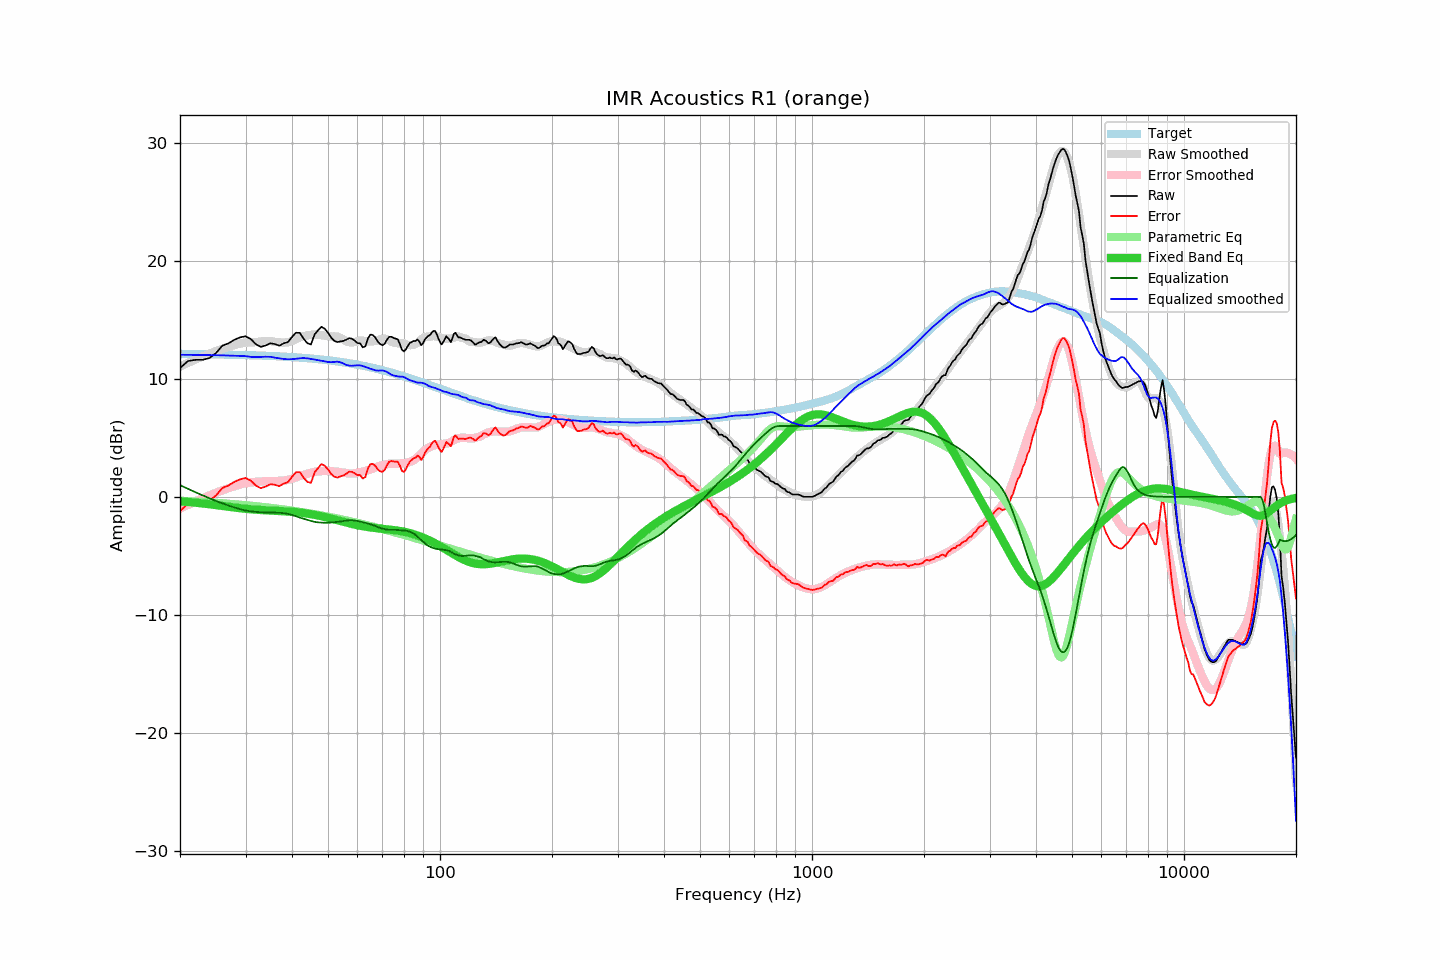 IMR Acoustics R1 (orange)
Amplitude (dBr)
30
20
10
0
−10
−20
−30
Target
Raw Smoothed
Error Smoothed
Raw
Error
Parametric Eq
Fixed Band Eq
Equalization
Equalized smoothed
100 1000 10000
Frequency (Hz)